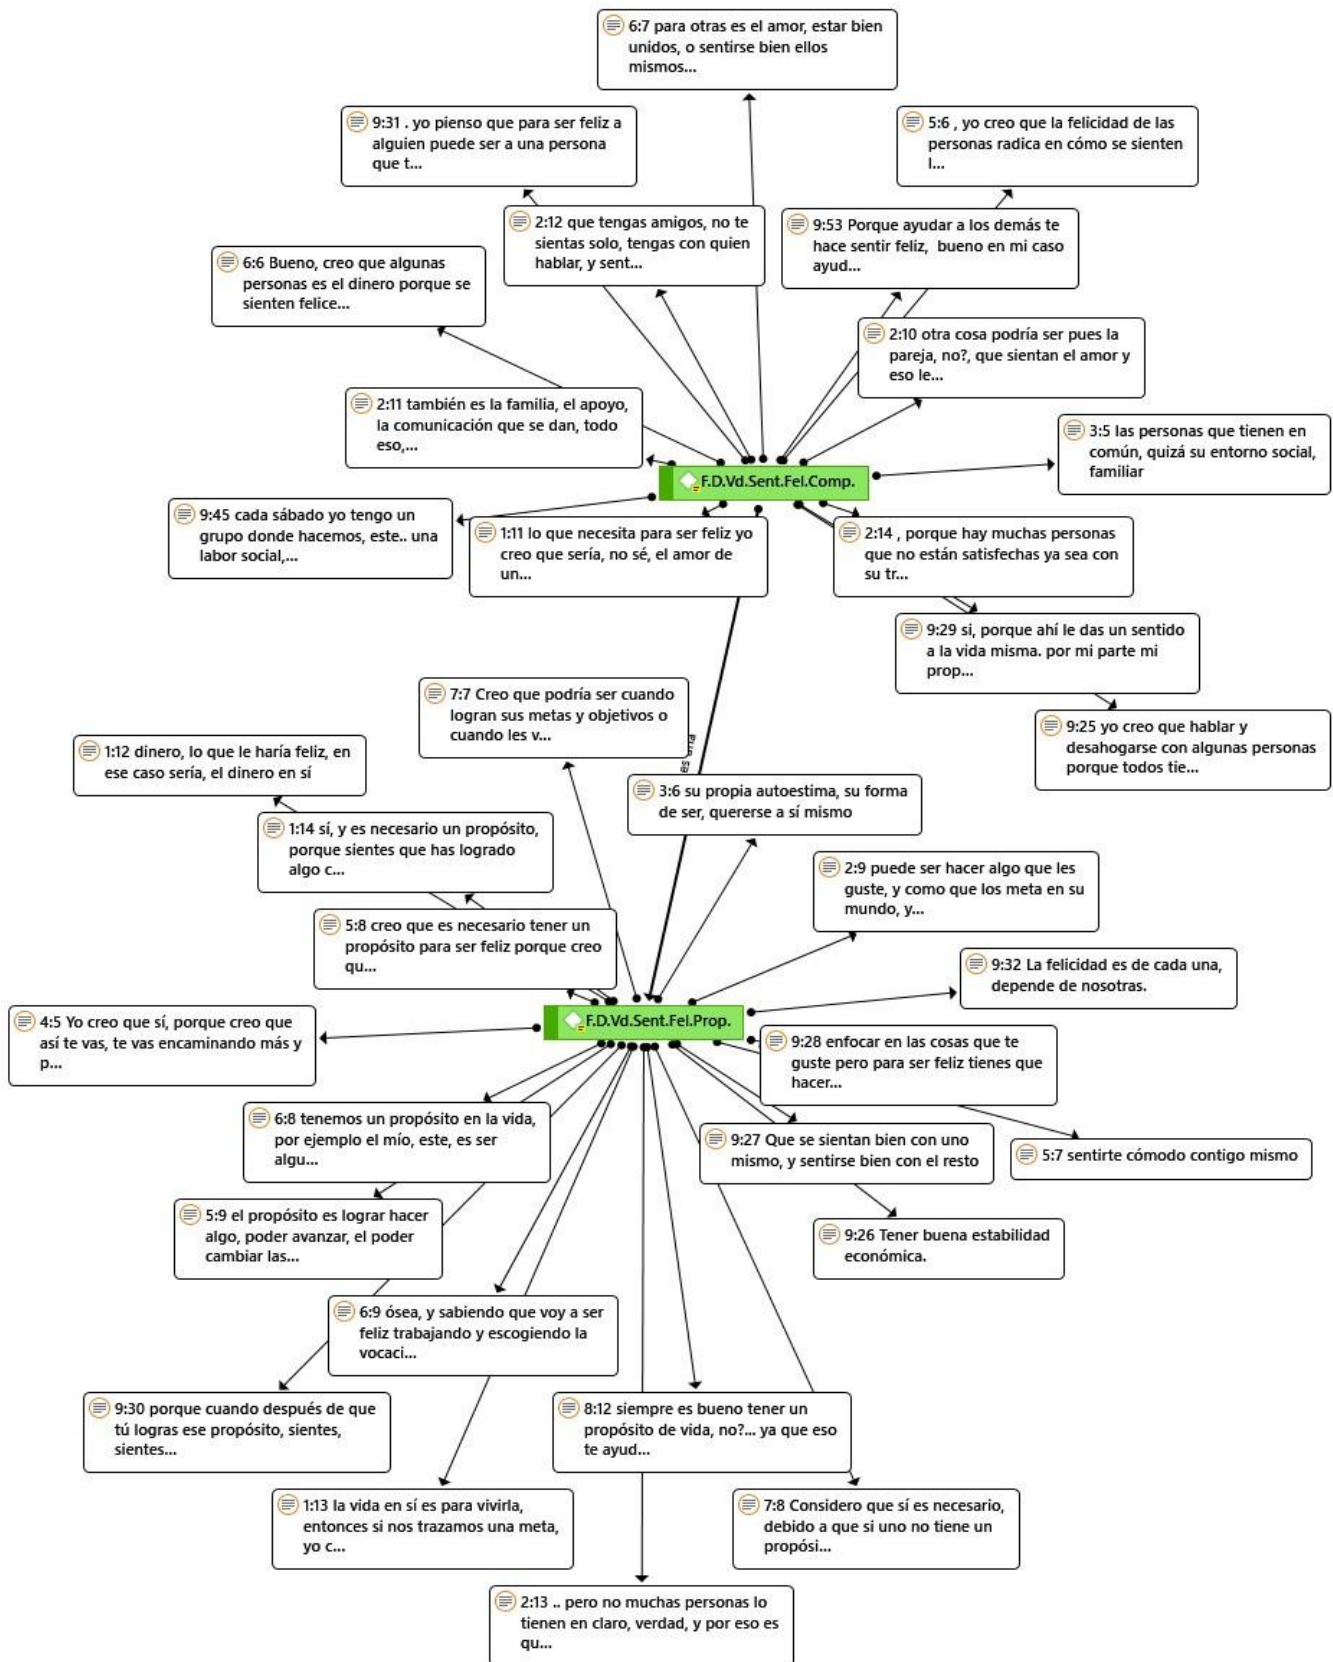 6:7 para otras es el amor, estar bien
unidos, o sentirse bien ellos
mismos...
9:31 . yo pienso que para ser feliz a
alguien puede ser a una persona
que t...
5:6 , yo creo que la felicidad de las
personas radica en cómo se sienten
l...
2:12 que tengas amigos, no te
sientas solo, tengas con quien
hablar, y sent...
9:53 Porque ayudar a los demás te
hace sentir feliz, bueno en mi caso
ayud...
6:6 Bueno, creo que algunas
personas es el dinero porque se
sienten felice...
2:10 otra cosa podría ser pues la
pareja, no?, que sientan el amor y
eso le...
2:11 también es la familia, el apoyo,
la comunicación que se dan, todo
eso,...
3:5 las personas que tienen en
común, quizá su entorno social,
familiar
F.D.Vd.Sent.Fel.Comp.
9:45 cada sábado yo tengo un
grupo donde hacemos, este.. una
labor social,...
1:11 lo que necesita para ser feliz yo
creo que sería, no sé, el amor de
un...
2:14 , porque hay muchas personas
que no están satisfechas ya sea con
su tr...
9:29 si, porque ahí le das un sentido
a la vida misma. por mi parte mi
prop...
7:7 Creo que podría ser cuando
logran sus metas y objetivos o
cuando les v...
9:25 yo creo que hablar y
desahogarse con algunas personas
porque todos tie...
1:12 dinero, lo que le haría feliz, en
ese caso sería, el dinero en sí
3:6 su propia autoestima, su forma
de ser, quererse a sí mismo
1:14 sí, y es necesario un propósito,
porque sientes que has logrado
algo c...
2:9 puede ser hacer algo que les
guste, y como que los meta en su
mundo, y...
5:8 creo que es necesario tener un
propósito para ser feliz porque creo
qu...
9:32 La felicidad es de cada una,
depende de nosotras.
4:5 Yo creo que sí, porque creo que
así te vas, te vas encaminando más y
p...
F.D.Vd.Sent.Fel.Prop.
9:28 enfocar en las cosas que te
guste pero para ser feliz tienes que
hacer...
6:8 tenemos un propósito en la vida,
por ejemplo el mío, este, es ser
algu...
9:27 Que se sientan bien con uno
mismo, y sentirse bien con el resto
5:7 sentirte cómodo contigo mismo
5:9 el propósito es lograr hacer
algo, poder avanzar, el poder
cambiar las...
9:26 Tener buena estabilidad
económica.
6:9 ósea, y sabiendo que voy a ser
feliz trabajando y escogiendo la
vocaci...
9:30 porque cuando después de que
tú logras ese propósito, sientes,
sientes...
8:12 siempre es bueno tener un
propósito de vida, no?... ya que eso
te ayud...
1:13 la vida en sí es para vivirla,
entonces si nos trazamos una meta,
yo c...
7:8 Considero que sí es necesario,
debido a que si uno no tiene un
propósi...
2:13 .. pero no muchas personas lo
tienen en claro, verdad, y por eso es
qu...